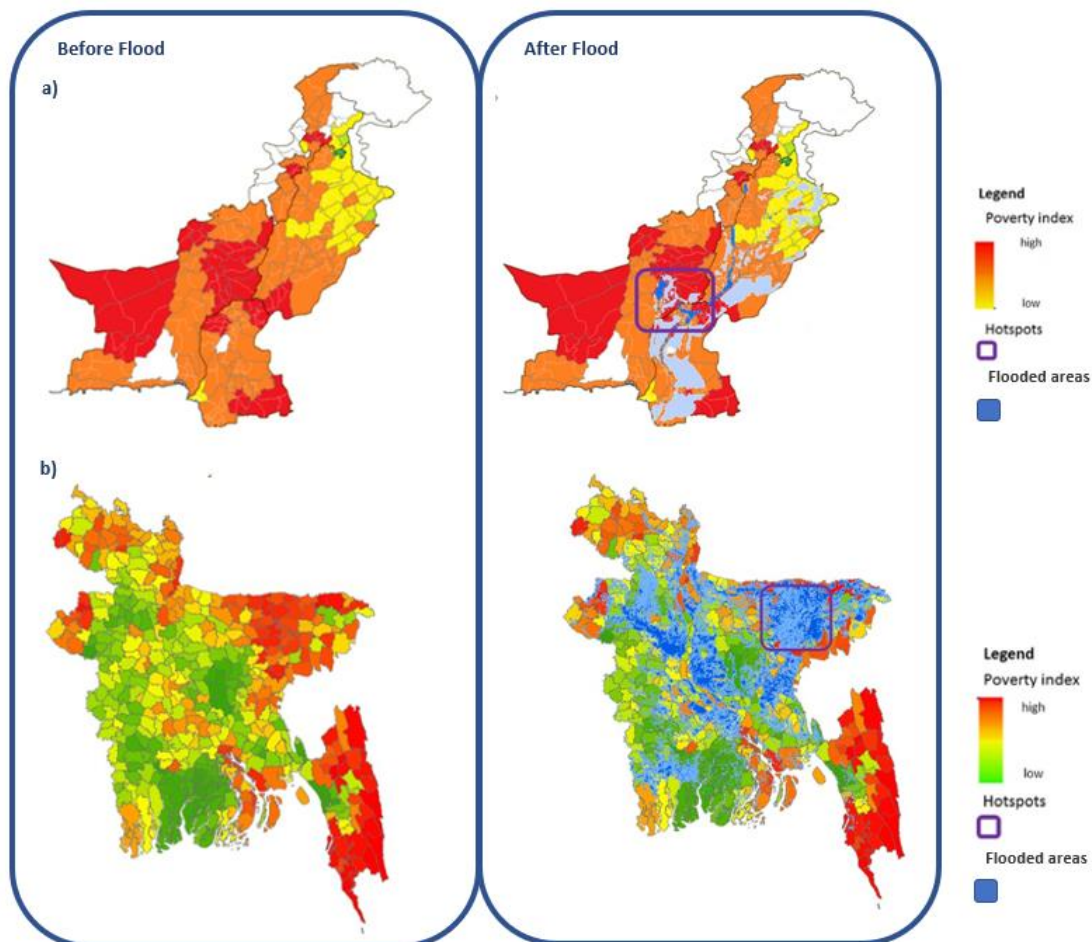 Before Flood
After Flood
a)
Legend
Poverty index
high
low
Hotspots
Flooded areas
b)
Legend
Poverty index
high
low
Hotspots
Flooded areas